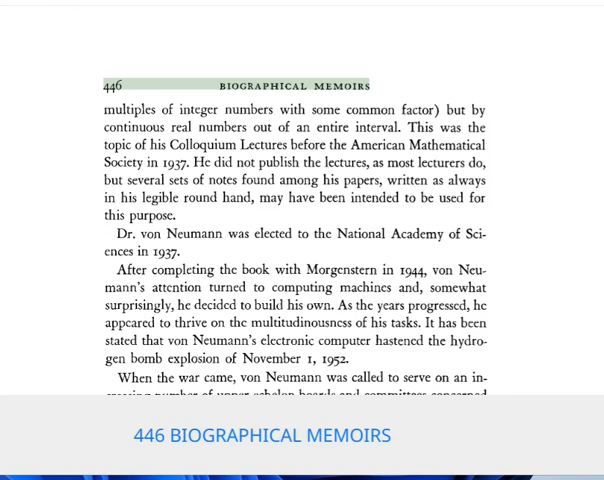 446 BIOGRAPHICAL MEMOIRS
multiples of integer numbers with some common factor) but by
continuous real numbers out of an entire interval. This was the
topic of his Colloquium Lectures before the American Mathematical
Society in 1937. He did not publish the lectures, as most lecturers do,
but several sets of notes found among his papers, written as always
in his legible round hand, may have been intended to be used for
this purpose.
Dr. von Neumann was elected to the National Academy of Sci-
ences in 1937.
After completing the book with Morgenstern in 1944, von Neu-
mann's attention turned to computing machines and, somewhat
surprisingly, he decided to build his own. As the years progressed, he
appeared to thrive on the multitudinousness of his tasks. It has been
stated that von Neumann's electronic computer hastened the hydro-
gen bomb explosion of November 1, 1952.
When the war came, von Neumann was called to serve on an in-
number of upper echelon boards and committees concerned
446 BIOGRAPHICAL MEMOIRS